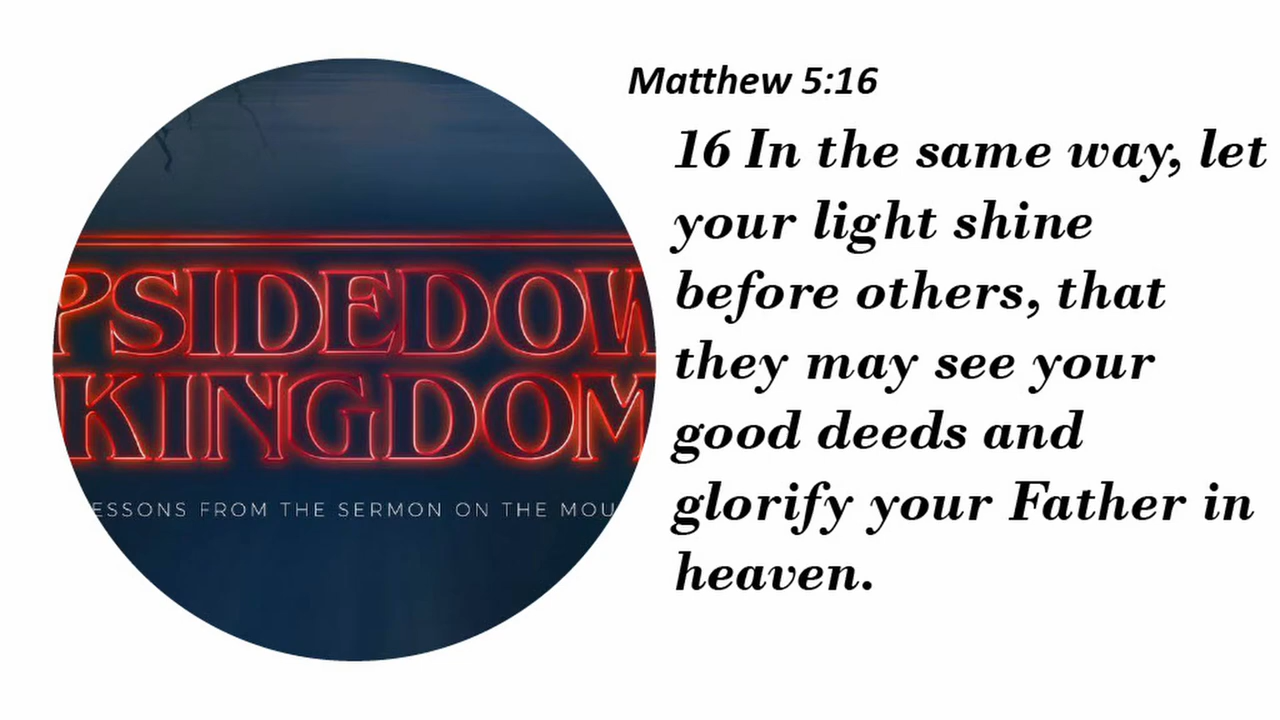 PSIDEDOW
KINGDOM
ESSONS FROM THE SERMON ON THE MOU
Matthew 5:16
16 In the same way, let
your light shine
before others, that
they may see your
good deeds and
glorify your Father in
heaven.